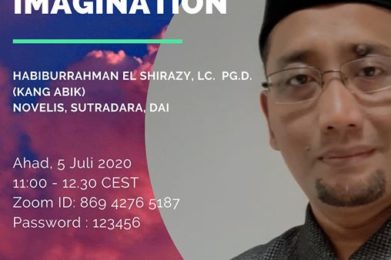 IMAGINATION
HABIBURRAHMAN EL SHIRAZY, LC. PG.D.
(KANG ABIK)
NOVELIS, SUTRADARA, DAI
Ahad, 5 Juli 2020
11:00 - 12.30 CEST
Zoom ID: 869 4276 5187
Password : 123456